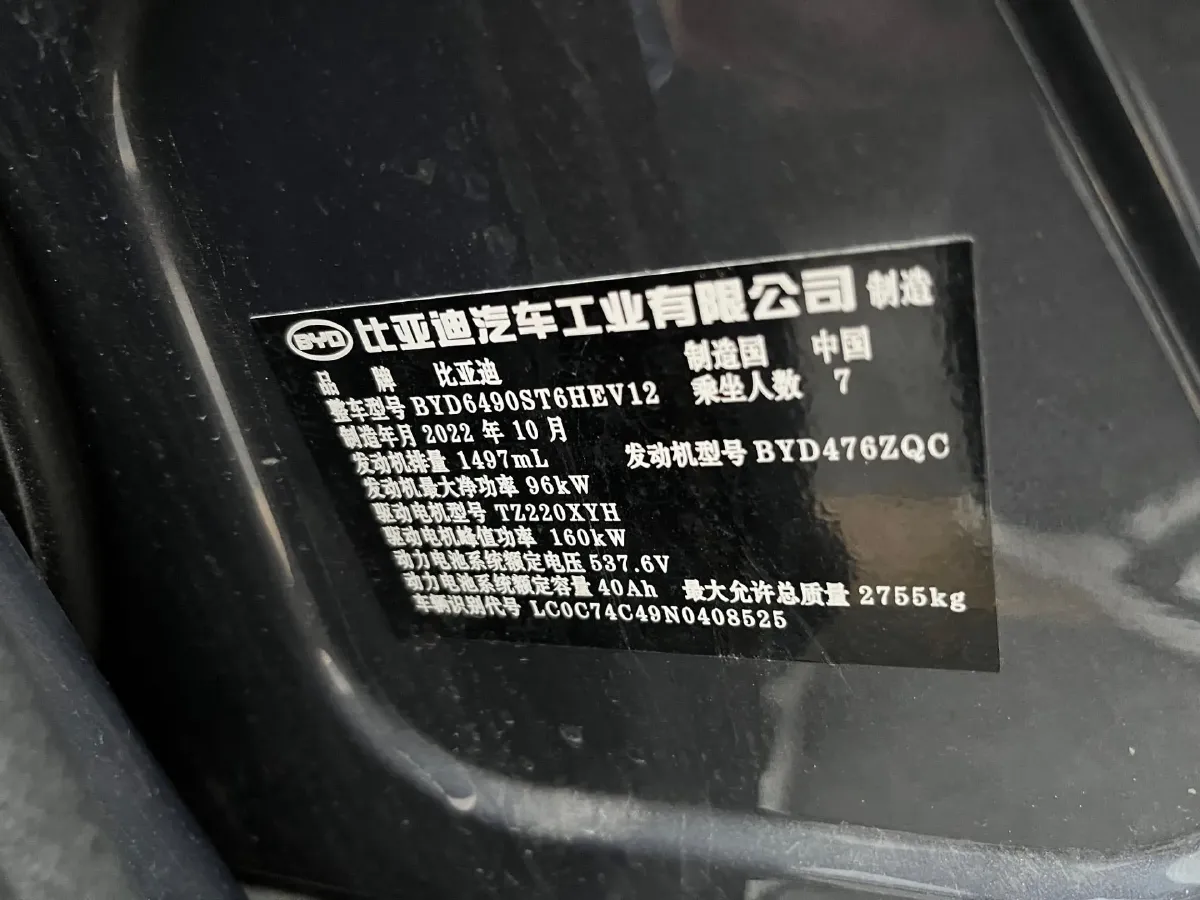 BYD 比亚迪汽车工业有限公司 制造
品 牌 比亚迪 制造国 中国
整车型号 BYD6490ST6HEV12 乘坐人数 7
制造年月 2022 年 10 月
发动机排量 1497mL 发动机型号 BYD476ZQC
发动机最大净功率 96kW
驱动电机型号 TZ220XYH
驱动电机峰值功率 160kW
动力电池系统额定电压 537.6V
动力电池系统额定容量 40Ah 最大允许总质量 2755kg
车辆识别代号 LC0C74C49N0408525